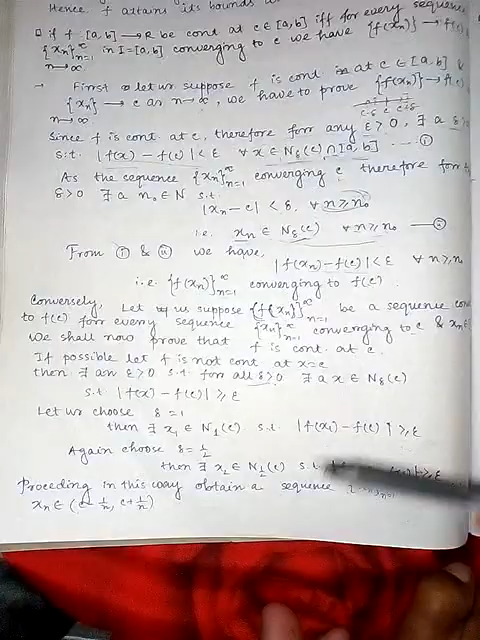 Hence f attains its bounds
□ if f: [a,b] → R be cont at c∈[a,b] iff for every sequence
{xn}∞n=1 in I=[a,b] converging to c we have {f(xn)} → f(c)
n→∞.
→ First let us suppose f is cont at c∈[a,b] &
{xn} → c as n→∞, we have to prove {f(xn)} → f(c)
n→∞
c-δ c c+δ
Since f is cont. at c, therefore for any ε>0, ∃ a δ>0
s.t. |f(x) - f(c)| < ε ∀ x ∈ Nδ(c) ∩ [a,b] ... (i)
As the sequence {xn}∞n=1 converging c therefore for
δ>0 ∃ a n0 ∈ N s.t.
|xn - c| < δ, ∀ n ≥ n0
i.e. xn ∈ Nδ(c) ∀ n ≥ n0 — (ii)
From (i) & (ii) we have,
|f(xn) - f(c)| < ε ∀ n ≥ n0
i.e. {f(xn)}∞n=1 converging to f(c).
Conversely, Let us suppose {f(xn)}∞n=1 be a sequence
to f(c) for every sequence {xn}∞n=1 converging to c & xn∈
We shall now prove that f is cont. at c.
If possible let f is not cont. at x=c
then ∃ an ε>0 s.t for all δ>0 ∃ a x ∈ Nδ(c)
s.t |f(x) - f(c)| ≥ ε
Let us choose δ=1
then ∃ x1 ∈ N1(c) s.t. |f(x1) - f(c)| ≥ ε
Again choose δ=1/2
then ∃ x2 ∈ N1/2(c) s.t. ≥ ε
Proceeding in this way obtain a sequence
xn ∈ (c - 1/n, c + 1/n)